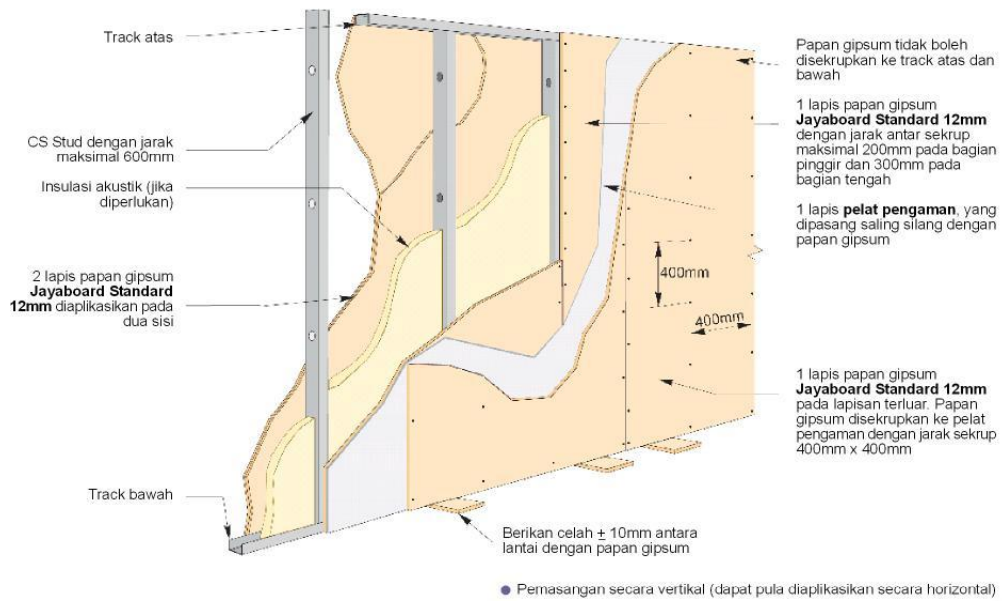 Track atas
CS Stud dengan jarak
maksimal 600mm
Insulasi akustik (jika
diperlukan)
2 lapis papan gipsum
Jayaboard Standard
12mm diaplikasikan pada
dua sisi
Track bawah
Papan gipsum tidak boleh
disekrupkan ke track atas dan
bawah
1 lapis papan gipsum
Jayaboard Standard 12mm
dengan jarak antar sekrup
maksimal 200mm pada bagian
pinggir dan 300mm pada
bagian tengah
1 lapis pelat pengaman, yang
dipasang saling silang dengan
papan gipsum
400mm
400mm
1 lapis papan gipsum
Jayaboard Standard 12mm
pada lapisan terluar. Papan
gipsum disekrupkan ke pelat
pengaman dengan jarak sekrup
400mm x 400mm
Berikan celah ± 10mm antara
lantai dengan papan gipsum
● Pemasangan secara vertikal (dapat pula diaplikasikan secara horizontal)